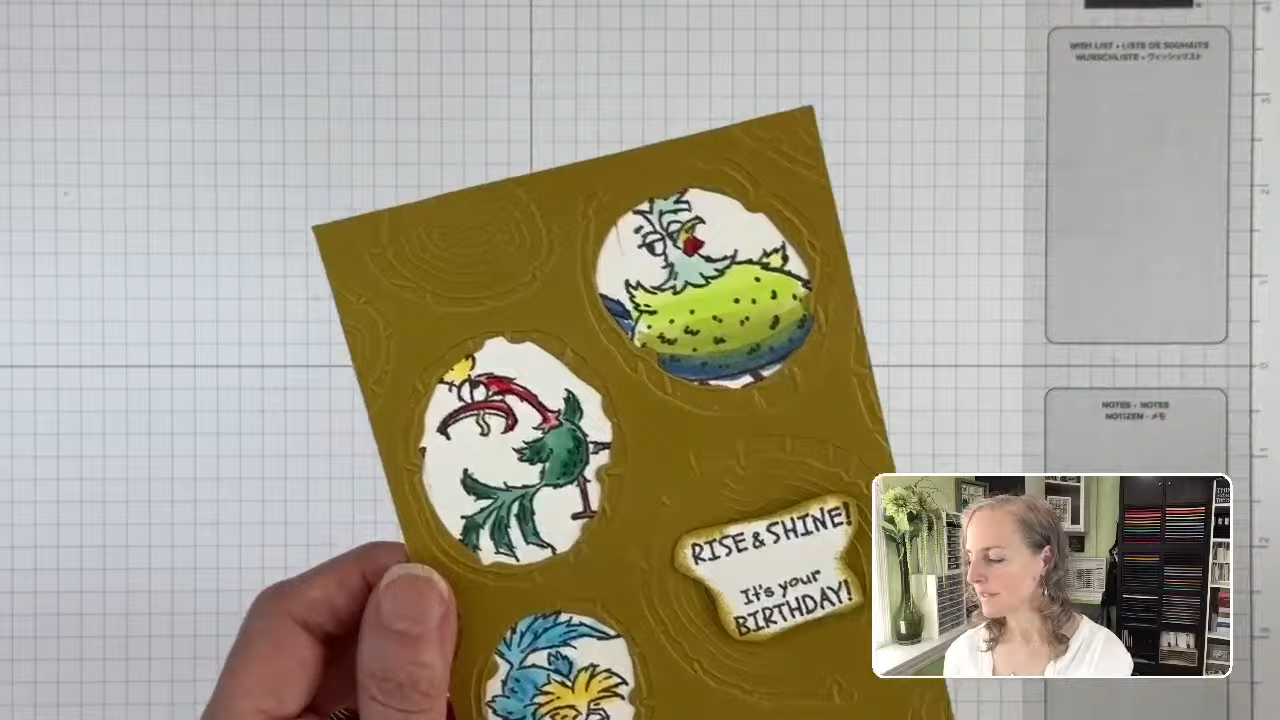 WISH LIST • LISTE DE SOUHAITS
WUNSCHLISTE • ウィッシュリスト
NOTES • NOTES
NOTIZEN • メモ
RISE & SHINE!
It's your
BIRTHDAY!